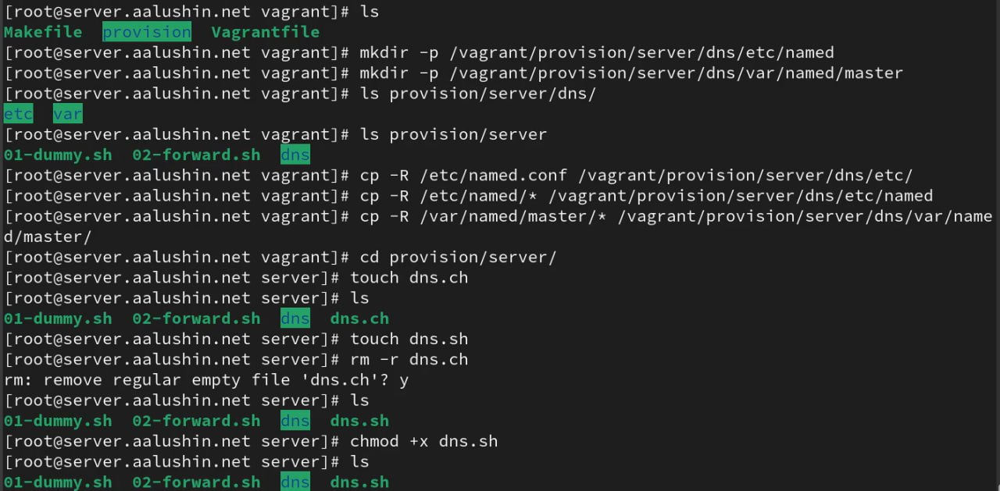 [root@server.aalushin.net vagrant]# ls
Makefile  provision  Vagrantfile
[root@server.aalushin.net vagrant]# mkdir -p /vagrant/provision/server/dns/etc/named
[root@server.aalushin.net vagrant]# mkdir -p /vagrant/provision/server/dns/var/named/master
[root@server.aalushin.net vagrant]# ls provision/server/dns/
etc  var
[root@server.aalushin.net vagrant]# ls provision/server
01-dummy.sh  02-forward.sh  dns
[root@server.aalushin.net vagrant]# cp -R /etc/named.conf /vagrant/provision/server/dns/etc/
[root@server.aalushin.net vagrant]# cp -R /etc/named/* /vagrant/provision/server/dns/etc/named
[root@server.aalushin.net vagrant]# cp -R /var/named/master/* /vagrant/provision/server/dns/var/name
d/master/
[root@server.aalushin.net vagrant]# cd provision/server/
[root@server.aalushin.net server]# touch dns.ch
[root@server.aalushin.net server]# ls
01-dummy.sh  02-forward.sh  dns  dns.ch
[root@server.aalushin.net server]# touch dns.sh
[root@server.aalushin.net server]# rm -r dns.ch
rm: remove regular empty file 'dns.ch'? y
[root@server.aalushin.net server]# ls
01-dummy.sh  02-forward.sh  dns  dns.sh
[root@server.aalushin.net server]# chmod +x dns.sh
[root@server.aalushin.net server]# ls
01-dummy.sh  02-forward.sh  dns  dns.sh